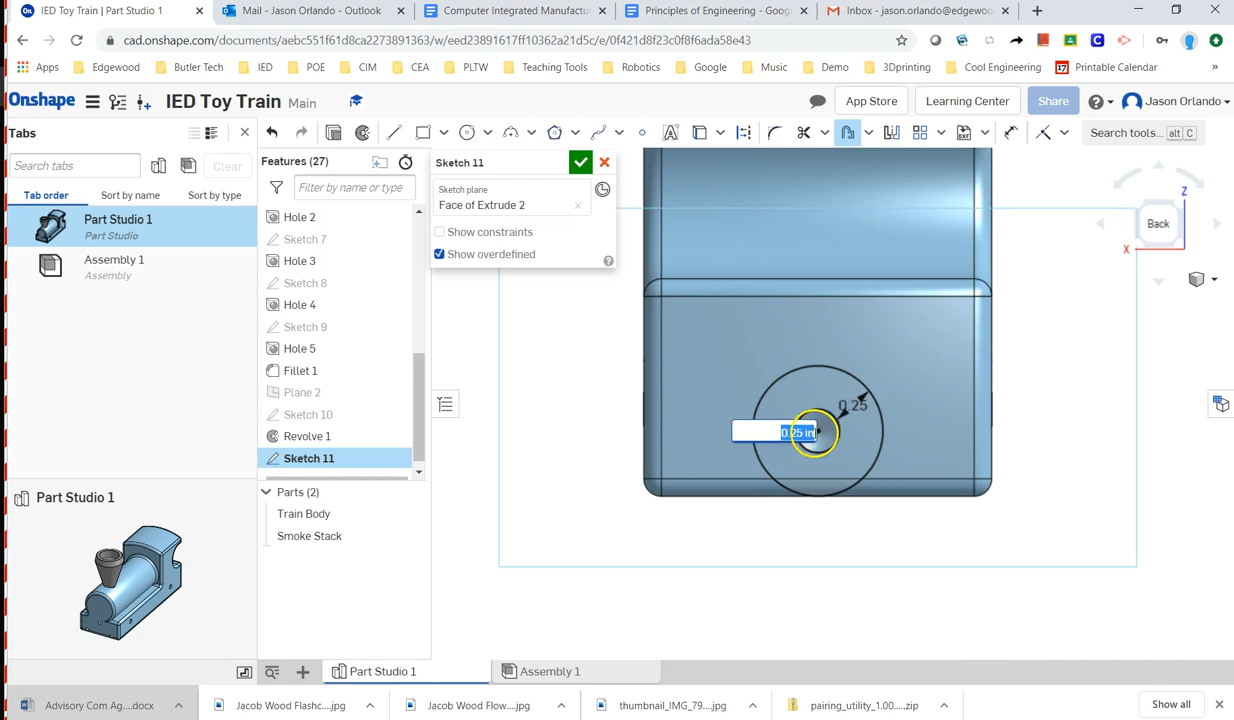 IED Toy Train | Part Studio 1
Mail - Jason Orlando - Outlook
Computer Integrated Manufactu
Principles of Engineering - Goog
Inbox - jason.orlando@edgewoo
cad.onshape.com/documents/aebc551f61d8ca2273891363/w/eed23891617ff10362a21d5c/e/0f421d8f23c0f8f6ada58e43
Apps
Edgewood
Butler Tech
IED
POE
CIM
CEA
PLTW
Teaching Tools
Robotics
Google
Music
Demo
3Dprinting
Cool Engineering
17
Printable Calendar
»
Onshape
IED Toy Train Main
App Store
Learning Center
Share
Jason Orlando
Tabs
Search tools... alt C
Search tabs
Clear
Tab order
Sort by name
Sort by type
Part Studio 1
Part Studio
Assembly 1
Assembly
Part Studio 1
Features (27)
Filter by name or type
Hole 2
Sketch 7
Hole 3
Sketch 8
Hole 4
Sketch 9
Hole 5
Fillet 1
Plane 2
Sketch 10
Revolve 1
Sketch 11
Parts (2)
Train Body
Smoke Stack
Sketch 11
Sketch plane
Face of Extrude 2
Show constraints
Show overdefined
0.25
0.25 in
Z
Back
X
Part Studio 1
Assembly 1
Advisory Com Ag....docx
Jacob Wood Flashc....jpg
Jacob Wood Flow....jpg
thumbnail_IMG_79....jpg
pairing_utility_1.00....zip
Show all